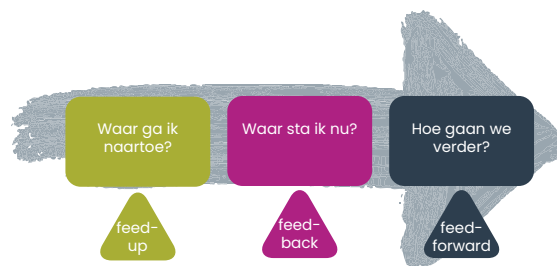 Waar ga ik
naartoe?
Waar sta ik nu?
Hoe gaan we
verder?
feed-
up
feed-
back
feed-
forward